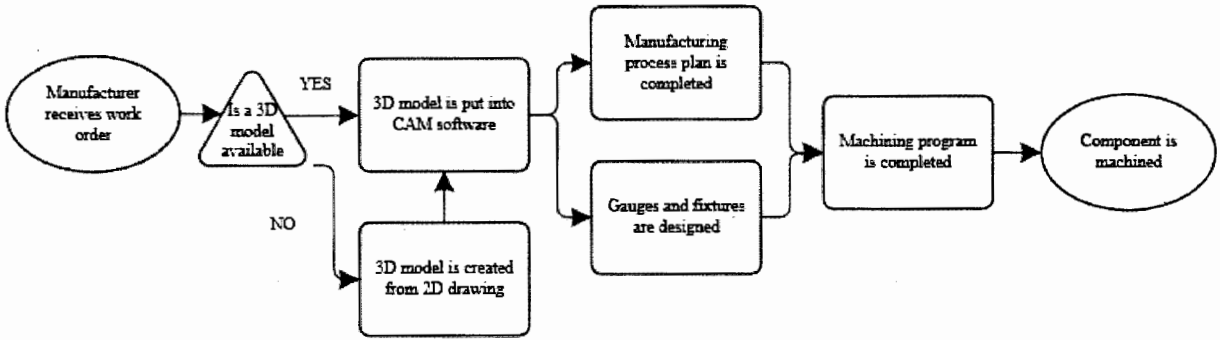 Manufacturer
receives work
order
Is a 3D
model
available
YES
NO
3D model is put into
CAM software
3D model is created
from 2D drawing
Manufacturing
process plan is
completed
Gauges and fixtures
are designed
Machining program
is completed
Component is
machined